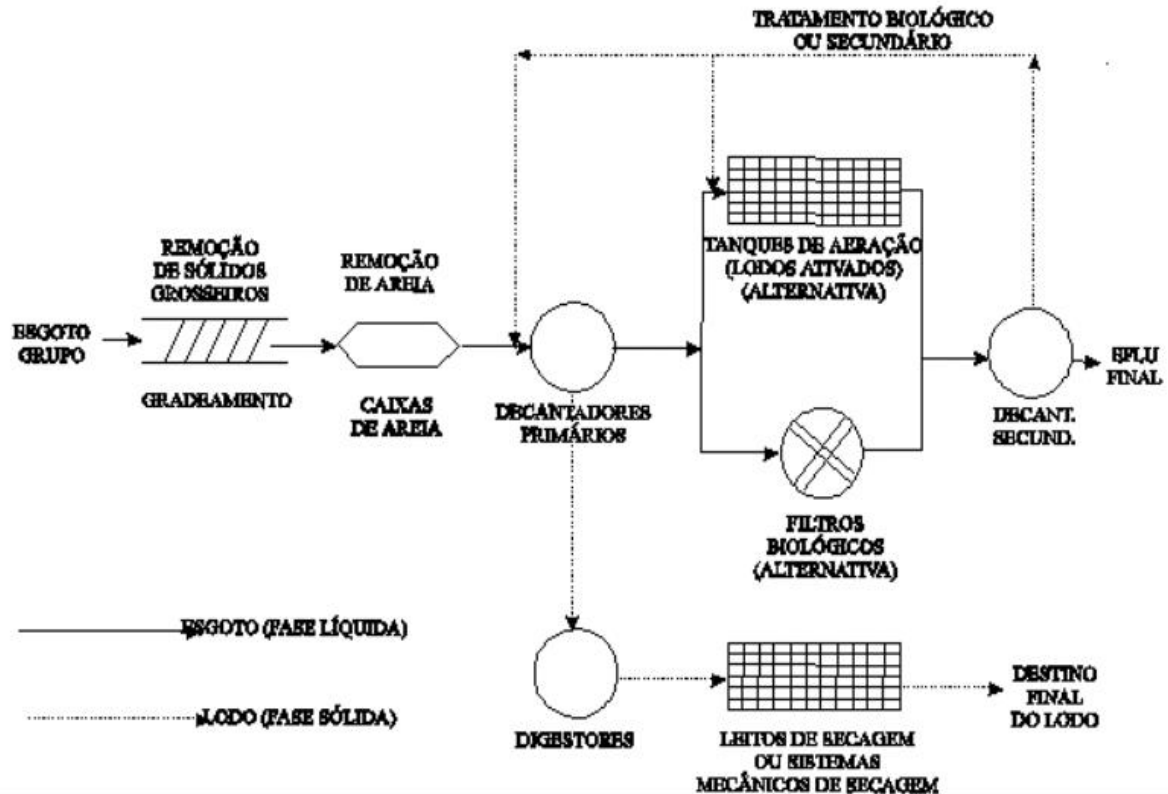 TRATAMENTO BIOLÓGICO
OU SECUNDÁRIO
REMOÇÃO
DE SÓLIDOS
GROSSEIROS
REMOÇÃO
DE AREIA
TANQUES DE AERAÇÃO
(LODOS ATIVADOS)
(ALTERNATIVA)
ESGOTO
GRUPO
GRADEAMENTO
CAIXAS
DE AREIA
DECANTADORES
PRIMÁRIOS
EFLU
FINAL
DECANT.
SECUND.
FILTROS
BIOLÓGICOS
(ALTERNATIVA)
ESGOTO (FASE LÍQUIDA)
LODO (FASE SÓLIDA)
DIGESTORES
LEITOS DE SECAGEM
OU SISTEMAS
MECÂNICOS DE SECAGEM
DESTINO
FINAL
DO LODO